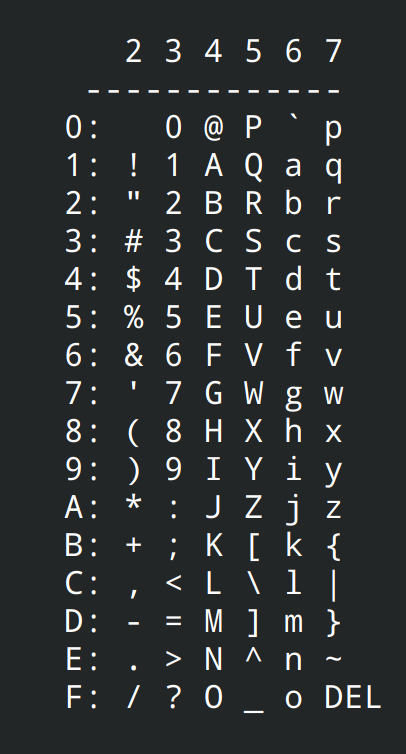 2 3 4 5 6 7
 -------------
0:   0 @ P ` p
1: ! 1 A Q a q
2: " 2 B R b r
3: # 3 C S c s
4: $ 4 D T d t
5: % 5 E U e u
6: & 6 F V f v
7: ' 7 G W g w
8: ( 8 H X h x
9: ) 9 I Y i y
A: * : J Z j z
B: + ; K [ k {
C: , < L \ l |
D: - = M ] m }
E: . > N ^ n ~
F: / ? O _ o DEL